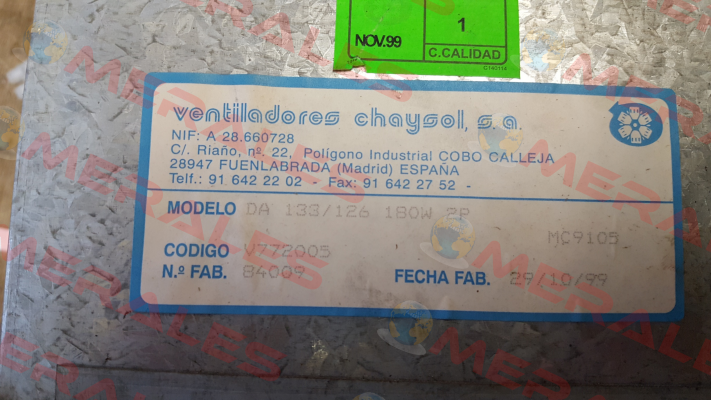 NOV.99
1
C.CALIDAD
ventiladores chaysol, s.a.
NIF: A 28.660728
C/. Riaño, nº. 22, Polígono Industrial COBO CALLEJA
28947 FUENLABRADA (Madrid) ESPAÑA
Telf.: 91 642 22 02 - Fax: 91 642 27 52 -
MODELO DA 133/126 180W 2P
MC9105
CODIGO V772005
N.º FAB. 84009 FECHA FAB. 29/10/99
MERALES